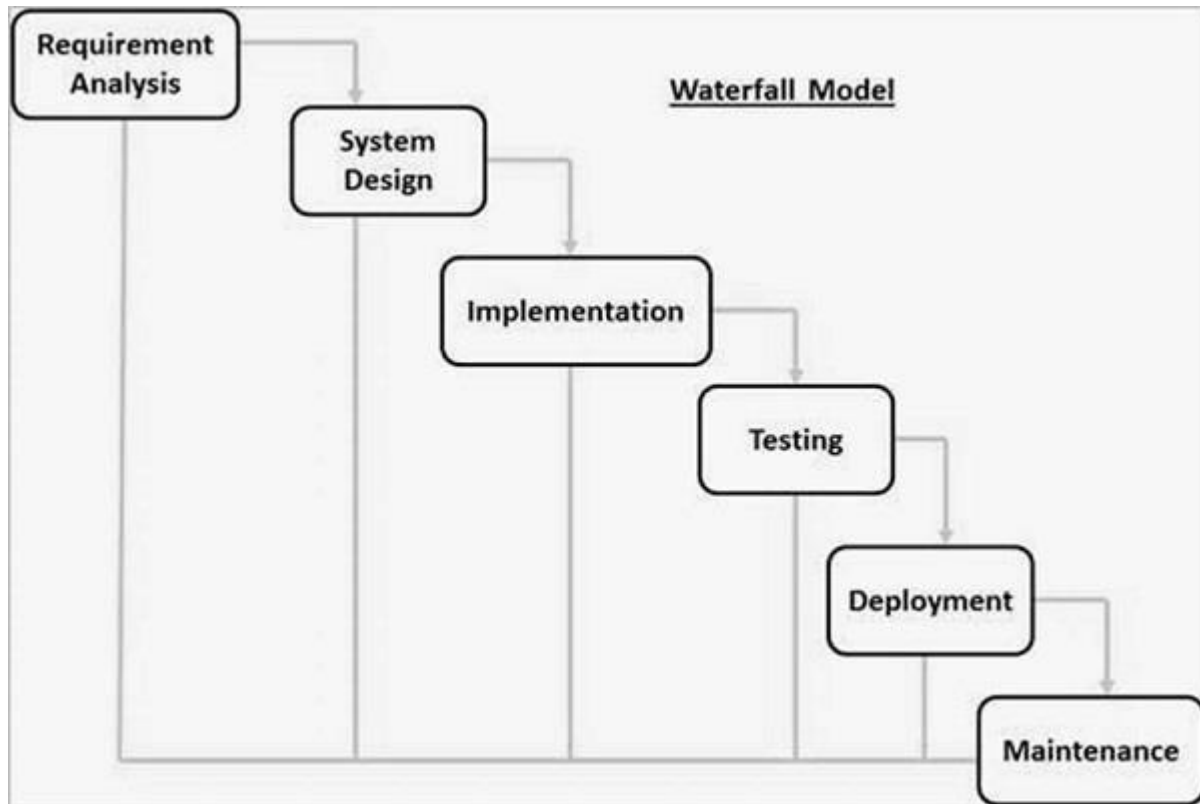 Requirement
Analysis
Waterfall Model
System
Design
Implementation
Testing
Deployment
Maintenance